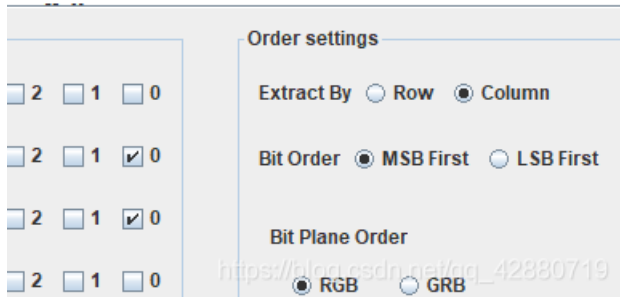 Order settings
2 1 0 Extract By Row Column
2 1 0 Bit Order MSB First LSB First
2 1 0 Bit Plane Order
2 1 0 RGB GRB
https://blog.csdn.net/qq_42880719